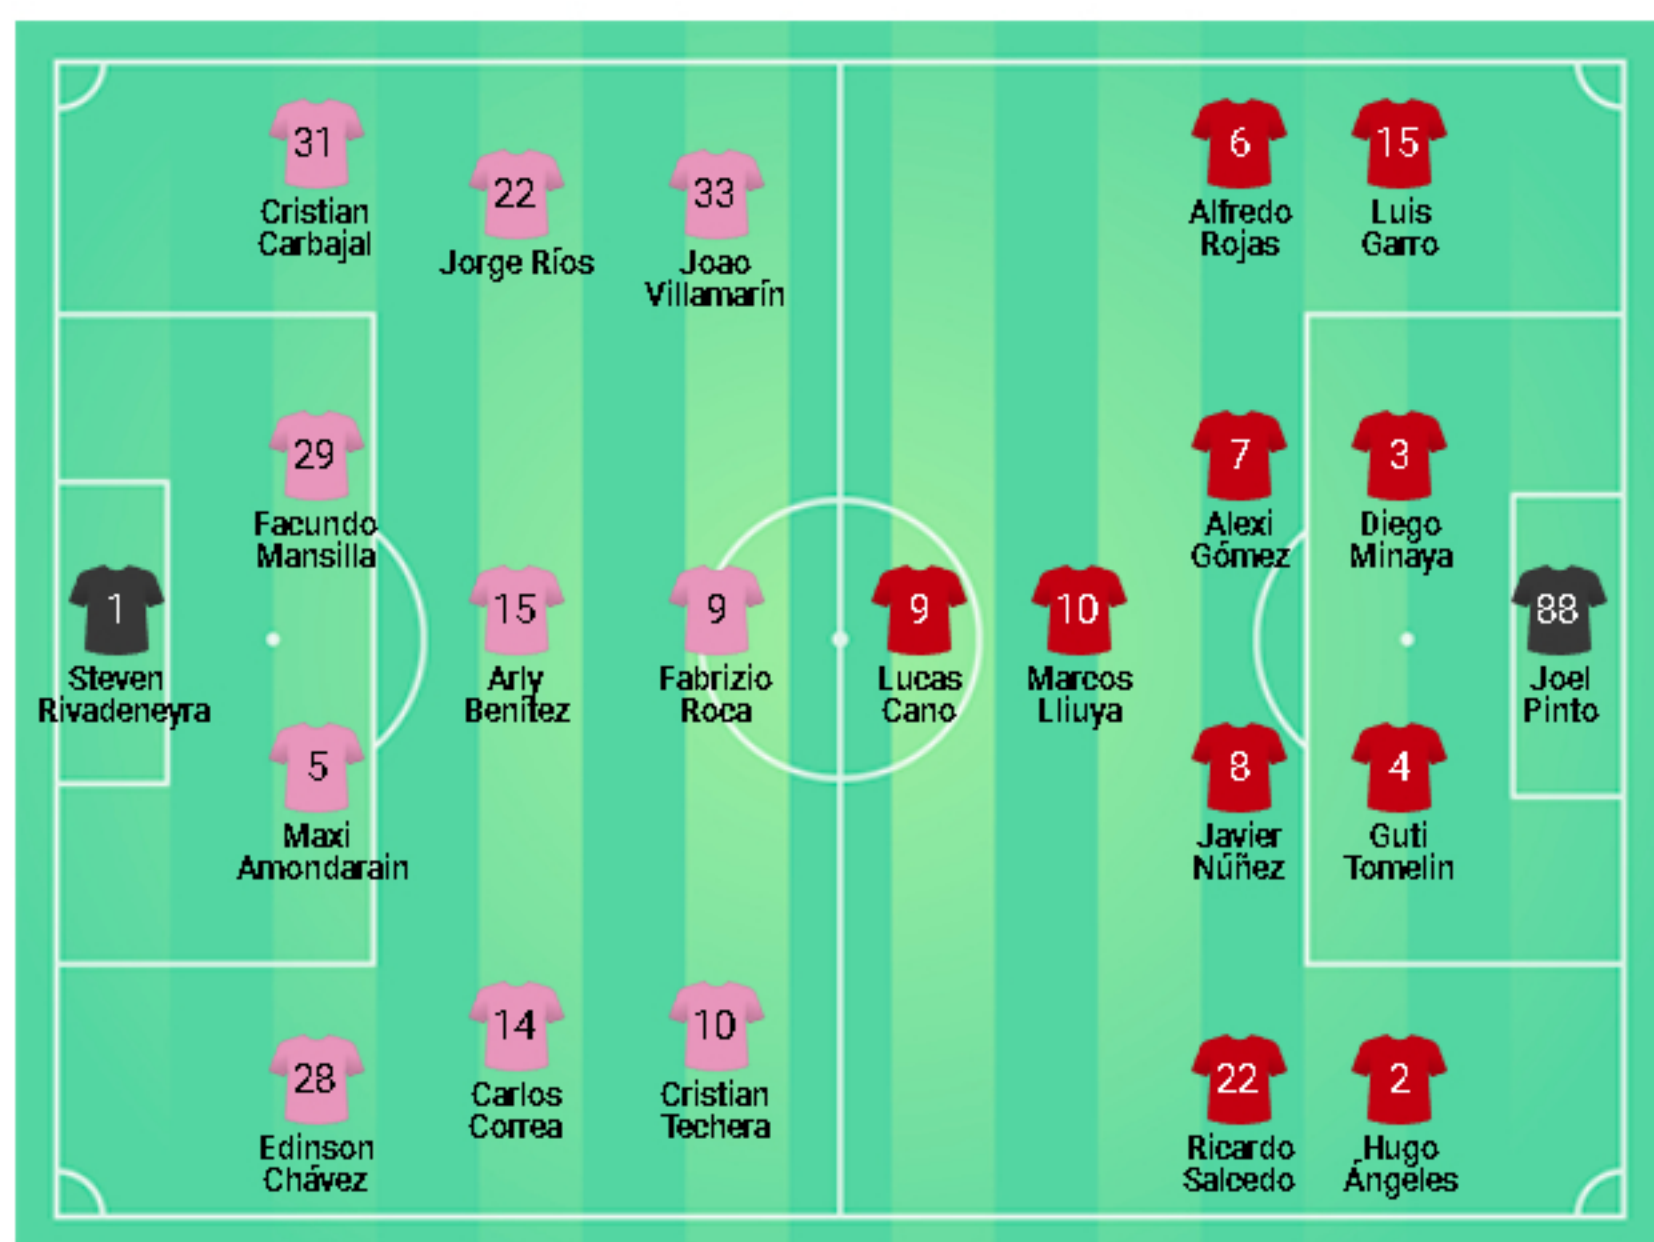 31
Cristian
Carbajal
22
Jorge Ríos
33
Joao
Villamarín
6
Alfredo
Rojas
15
Luis
Garro
29
Facundo
Mansilla
7
Alexi
Gómez
3
Diego
Minaya
1
Steven
Rivadeneyra
15
Arly
Benítez
9
Fabrizio
Roca
9
Lucas
Cano
10
Marcos
Lliuya
88
Joel
Pinto
5
Maxi
Amondarain
8
Javier
Núñez
4
Guti
Tomelin
28
Edinson
Chávez
14
Carlos
Correa
10
Cristian
Techera
22
Ricardo
Salcedo
2
Hugo
Ángeles